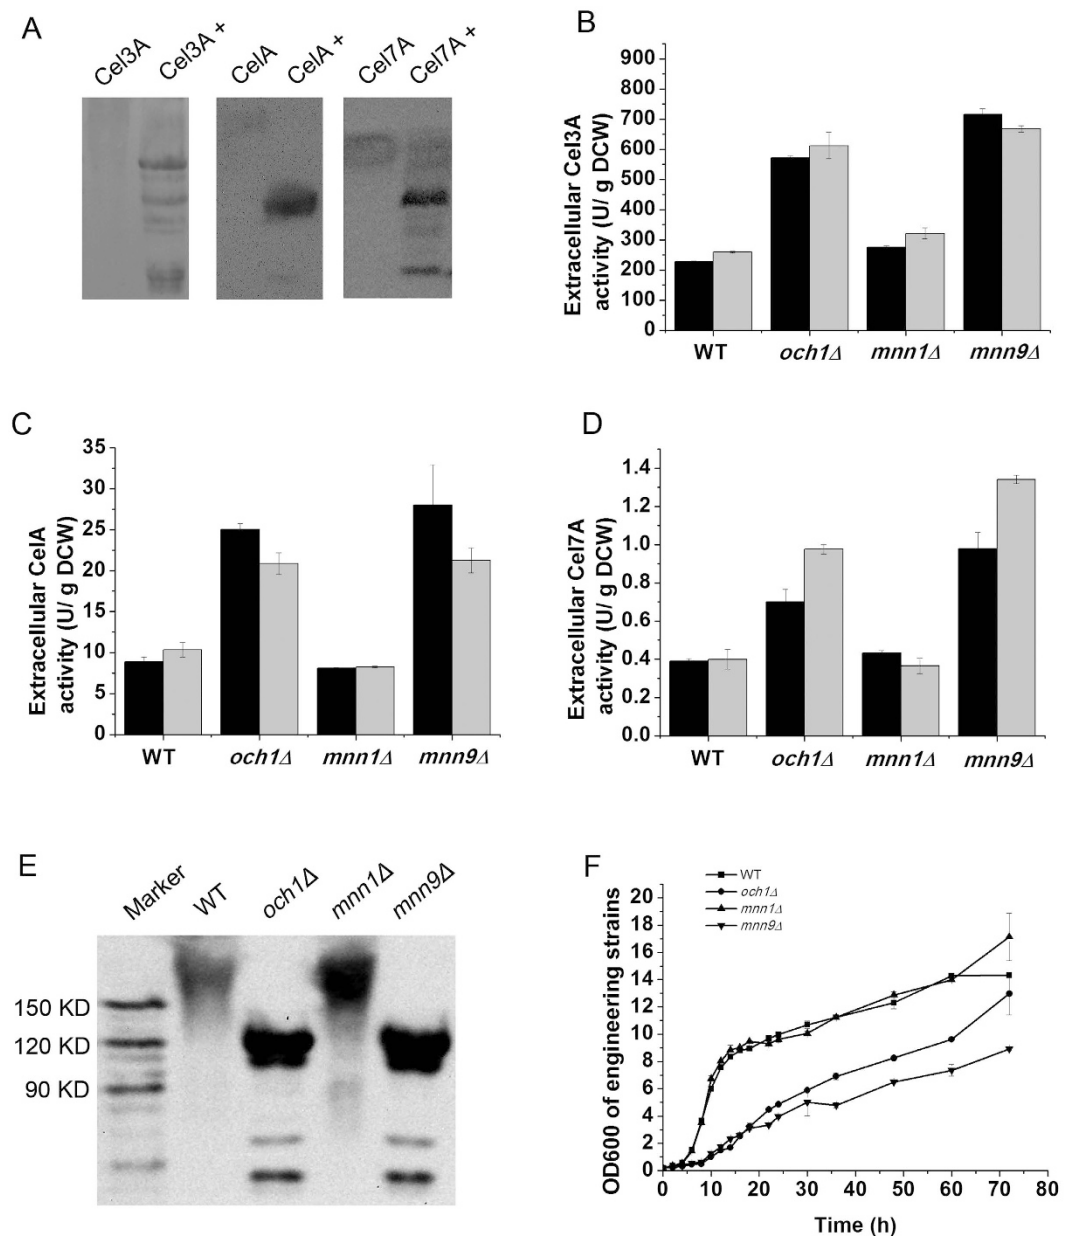 A
Cel3A
Cel3A +
CelA
CelA +
Cel7A
Cel7A +
B
Extracellular Cel3A
activity (U/ g DCW)
900
800
700
600
500
400
300
200
100
0
WT
och1Δ
mnn1Δ
mnn9Δ
C
Extracellular CelA
activity (U/ g DCW)
35
30
25
20
15
10
5
0
WT
och1Δ
mnn1Δ
mnn9Δ
D
Extracellular Cel7A
activity (U/ g DCW)
1.4
1.2
1.0
0.8
0.6
0.4
0.2
0.0
WT
och1Δ
mnn1Δ
mnn9Δ
E
Marker
WT
och1Δ
mnn1Δ
mnn9Δ
150 KD
120 KD
90 KD
F
WT
och1Δ
mnn1Δ
mnn9Δ
OD600 of engineering strains
20
18
16
14
12
10
8
6
4
2
0
0 10 20 30 40 50 60 70 80
Time (h)